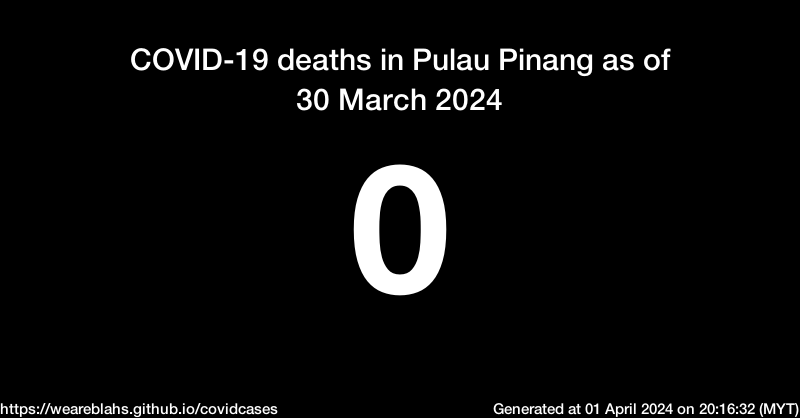 COVID-19 deaths in Pulau Pinang as of
30 March 2024
0
https://weareblahs.github.io/covidcases
Generated at 01 April 2024 on 20:16:32 (MYT)